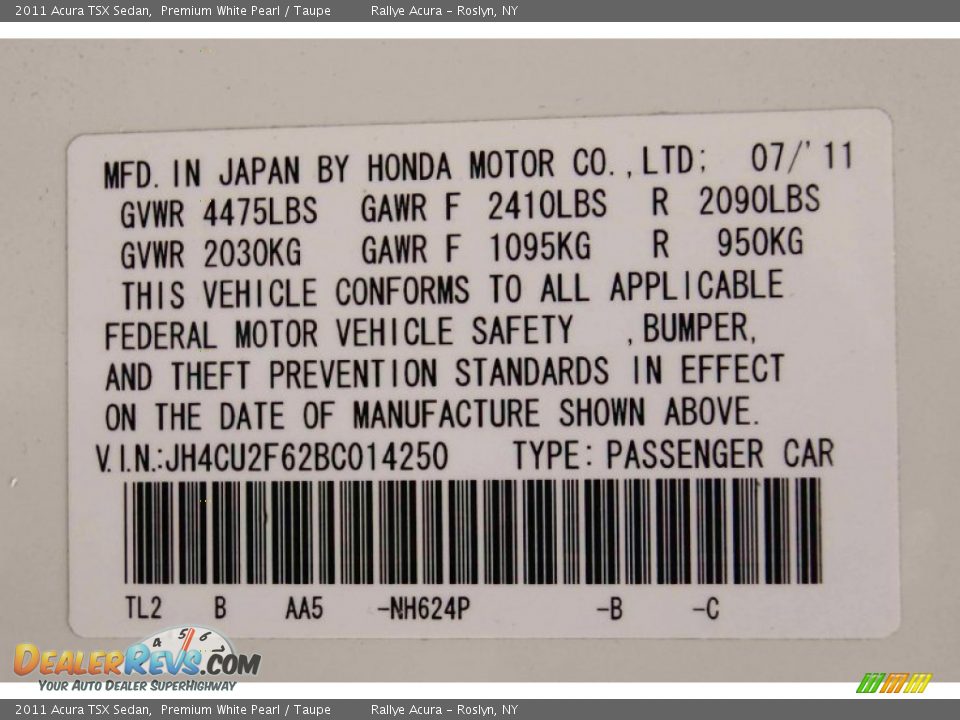 2011 Acura TSX Sedan, Premium White Pearl / Taupe Rallye Acura - Roslyn, NY
MFD. IN JAPAN BY HONDA MOTOR CO.,LTD; 07/'11
GVWR 4475LBS GAWR F 2410LBS R 2090LBS
GVWR 2030KG GAWR F 1095KG R 950KG
THIS VEHICLE CONFORMS TO ALL APPLICABLE
FEDERAL MOTOR VEHICLE SAFETY ,BUMPER,
AND THEFT PREVENTION STANDARDS IN EFFECT
ON THE DATE OF MANUFACTURE SHOWN ABOVE.
V.I.N.:JH4CU2F62BC014250 TYPE: PASSENGER CAR
TL2 B AA5 -NH624P -B -C
4 5 6
DEALERREVS.COM
YOUR AUTO DEALER SUPERHIGHWAY
2011 Acura TSX Sedan, Premium White Pearl / Taupe Rallye Acura - Roslyn, NY